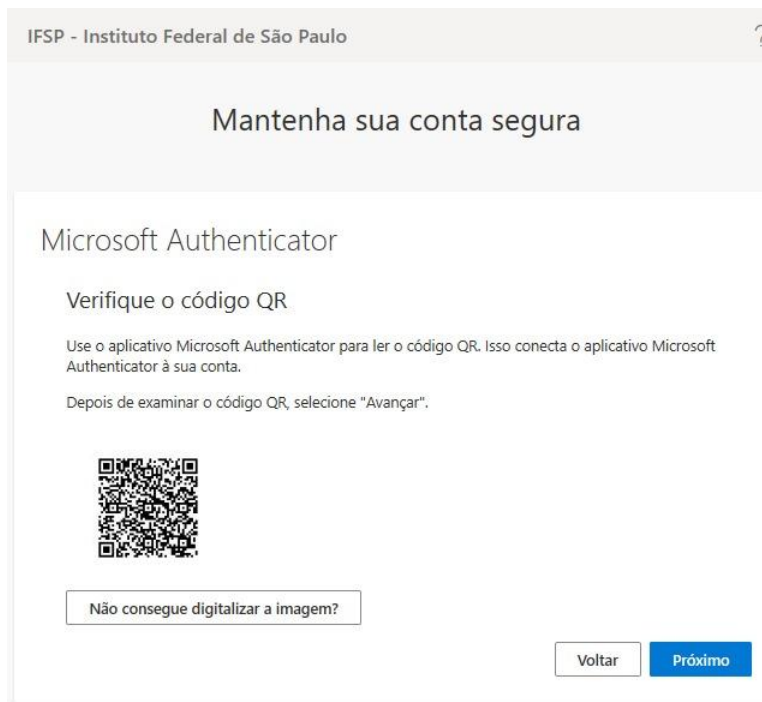 IFSP - Instituto Federal de São Paulo
Mantenha sua conta segura
Microsoft Authenticator
Verifique o código QR
Use o aplicativo Microsoft Authenticator para ler o código QR. Isso conecta o aplicativo Microsoft
Authenticator à sua conta.
Depois de examinar o código QR, selecione "Avançar".
Não consegue digitalizar a imagem?
Voltar
Próximo